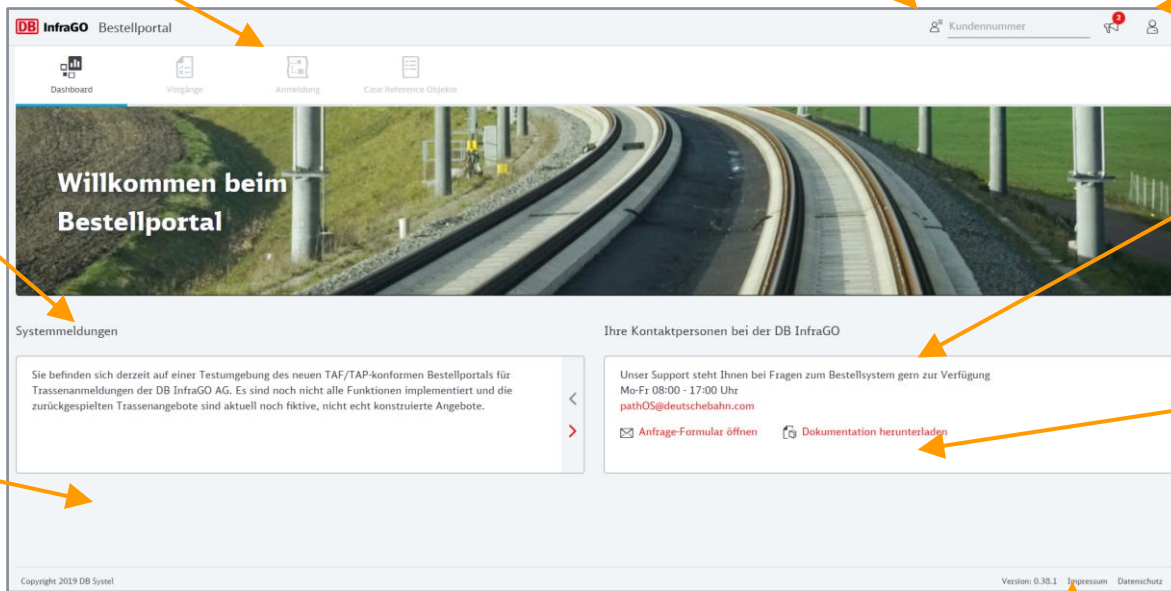 DB InfraGO Bestellportal
Kundennummer
2
Dashboard
Vorgänge
Anmeldung
Case Reference Objekte
Willkommen beim
Bestellportal
Systemmeldungen
Sie befinden sich derzeit auf einer Testumgebung des neuen TAF/TAP-konformen Bestellportals für
Trassenanmeldungen der DB InfraGO AG. Es sind noch nicht alle Funktionen implementiert und die
zurückgespielten Trassenangebote sind aktuell noch fiktive, nicht echt konstruierte Angebote.
Ihre Kontaktpersonen bei der DB InfraGO
Unser Support steht Ihnen bei Fragen zum Bestellsystem gern zur Verfügung
Mo-Fr 08:00 - 17:00 Uhr
pathOS@deutschebahn.com
Anfrage-Formular öffnen
Dokumentation herunterladen
Copyright 2019 DB Systel
Version: 0.38.1 Impressum Datenschutz